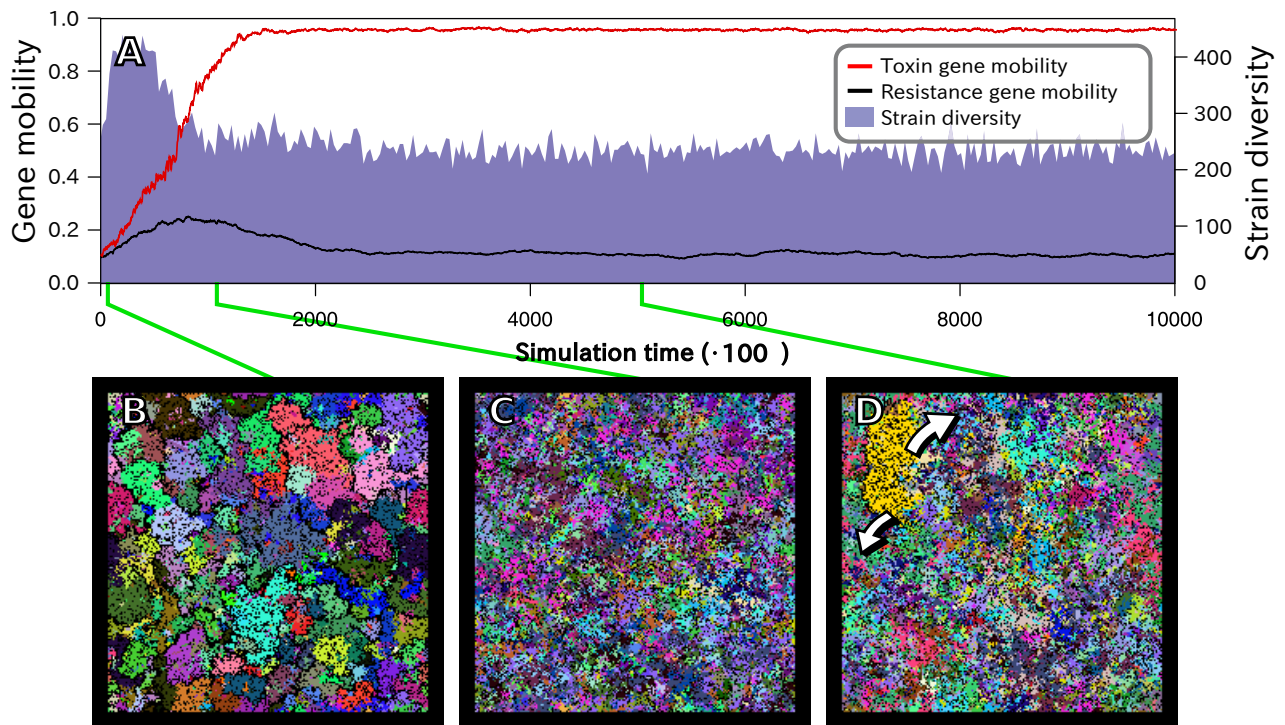 A
1.0
0.8
0.6
0.4
0.2
0.0
Gene mobility
Toxin gene mobility
Resistance gene mobility
Strain diversity
400
300
200
100
0
Strain diversity
0 2000 4000 6000 8000 10000
Simulation time (·100 )
B C D